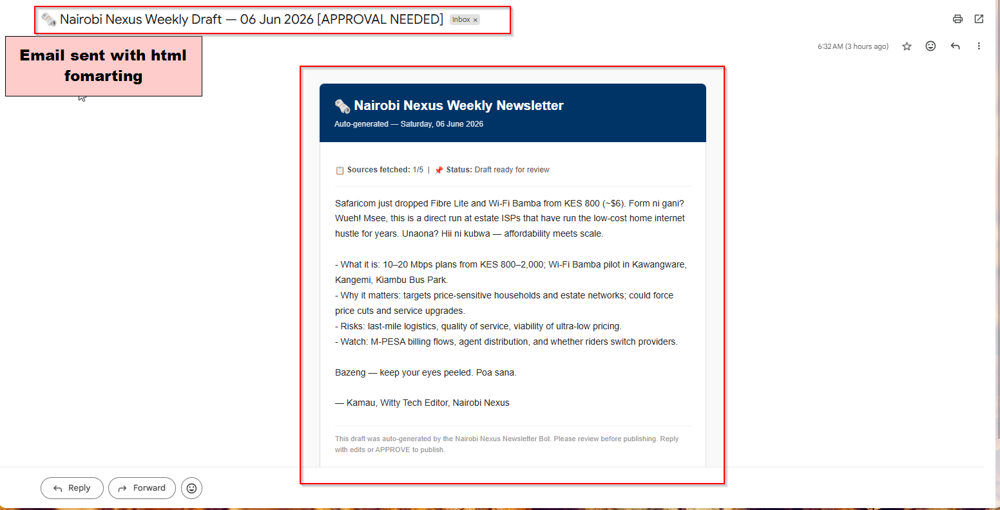 🗞️ Nairobi Nexus Weekly Draft — 06 Jun 2026 [APPROVAL NEEDED] Inbox ×
Email sent with html
fomarting
6:32 AM (3 hours ago)
🗞️ Nairobi Nexus Weekly Newsletter
Auto-generated — Saturday, 06 June 2026
📋 Sources fetched: 1/5 | 📌 Status: Draft ready for review
Safaricom just dropped Fibre Lite and Wi-Fi Bamba from KES 800 (~$6). Form ni gani?
Wueh! Msee, this is a direct run at estate ISPs that have run the low-cost home internet
hustle for years. Unaona? Hii ni kubwa — affordability meets scale.
- What it is: 10–20 Mbps plans from KES 800–2,000; Wi-Fi Bamba pilot in Kawangware,
Kangemi, Kiambu Bus Park.
- Why it matters: targets price-sensitive households and estate networks; could force
price cuts and service upgrades.
- Risks: last-mile logistics, quality of service, viability of ultra-low pricing.
- Watch: M-PESA billing flows, agent distribution, and whether riders switch providers.
Bazeng — keep your eyes peeled. Poa sana.
— Kamau, Witty Tech Editor, Nairobi Nexus
This draft was auto-generated by the Nairobi Nexus Newsletter Bot. Please review before publishing. Reply
with edits or APPROVE to publish.
Reply
Forward